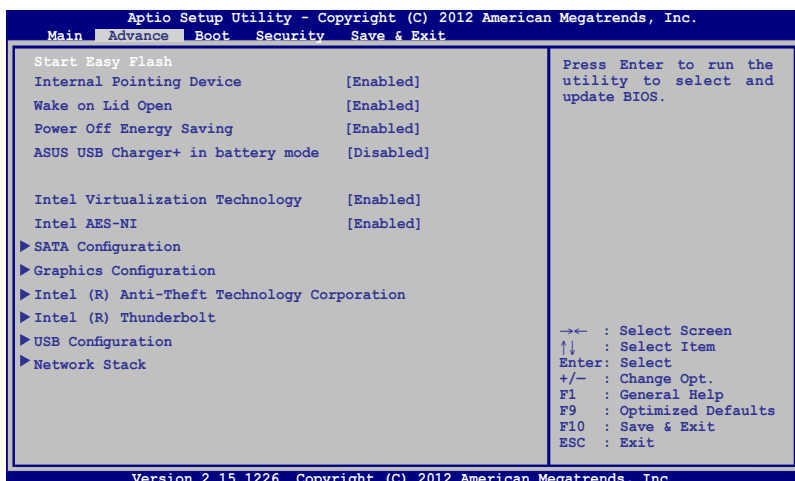 Aptio Setup Utility - Copyright (C) 2012 American Megatrends, Inc.
Main Advance Boot Security Save & Exit
Start Easy Flash
Internal Pointing Device [Enabled]
Wake on Lid Open [Enabled]
Power Off Energy Saving [Enabled]
ASUS USB Charger+ in battery mode [Disabled]
Intel Virtualization Technology [Enabled]
Intel AES-NI [Enabled]
SATA Configuration
Graphics Configuration
Intel (R) Anti-Theft Technology Corporation
Intel (R) Thunderbolt
USB Configuration
Network Stack
Press Enter to run the
utility to select and
update BIOS.
→← : Select Screen
↑↓ : Select Item
Enter: Select
+/— : Change Opt.
F1 : General Help
F9 : Optimized Defaults
F10 : Save & Exit
ESC : Exit
Version 2.15.1226. Copyright (C) 2012 American Megatrends, Inc.